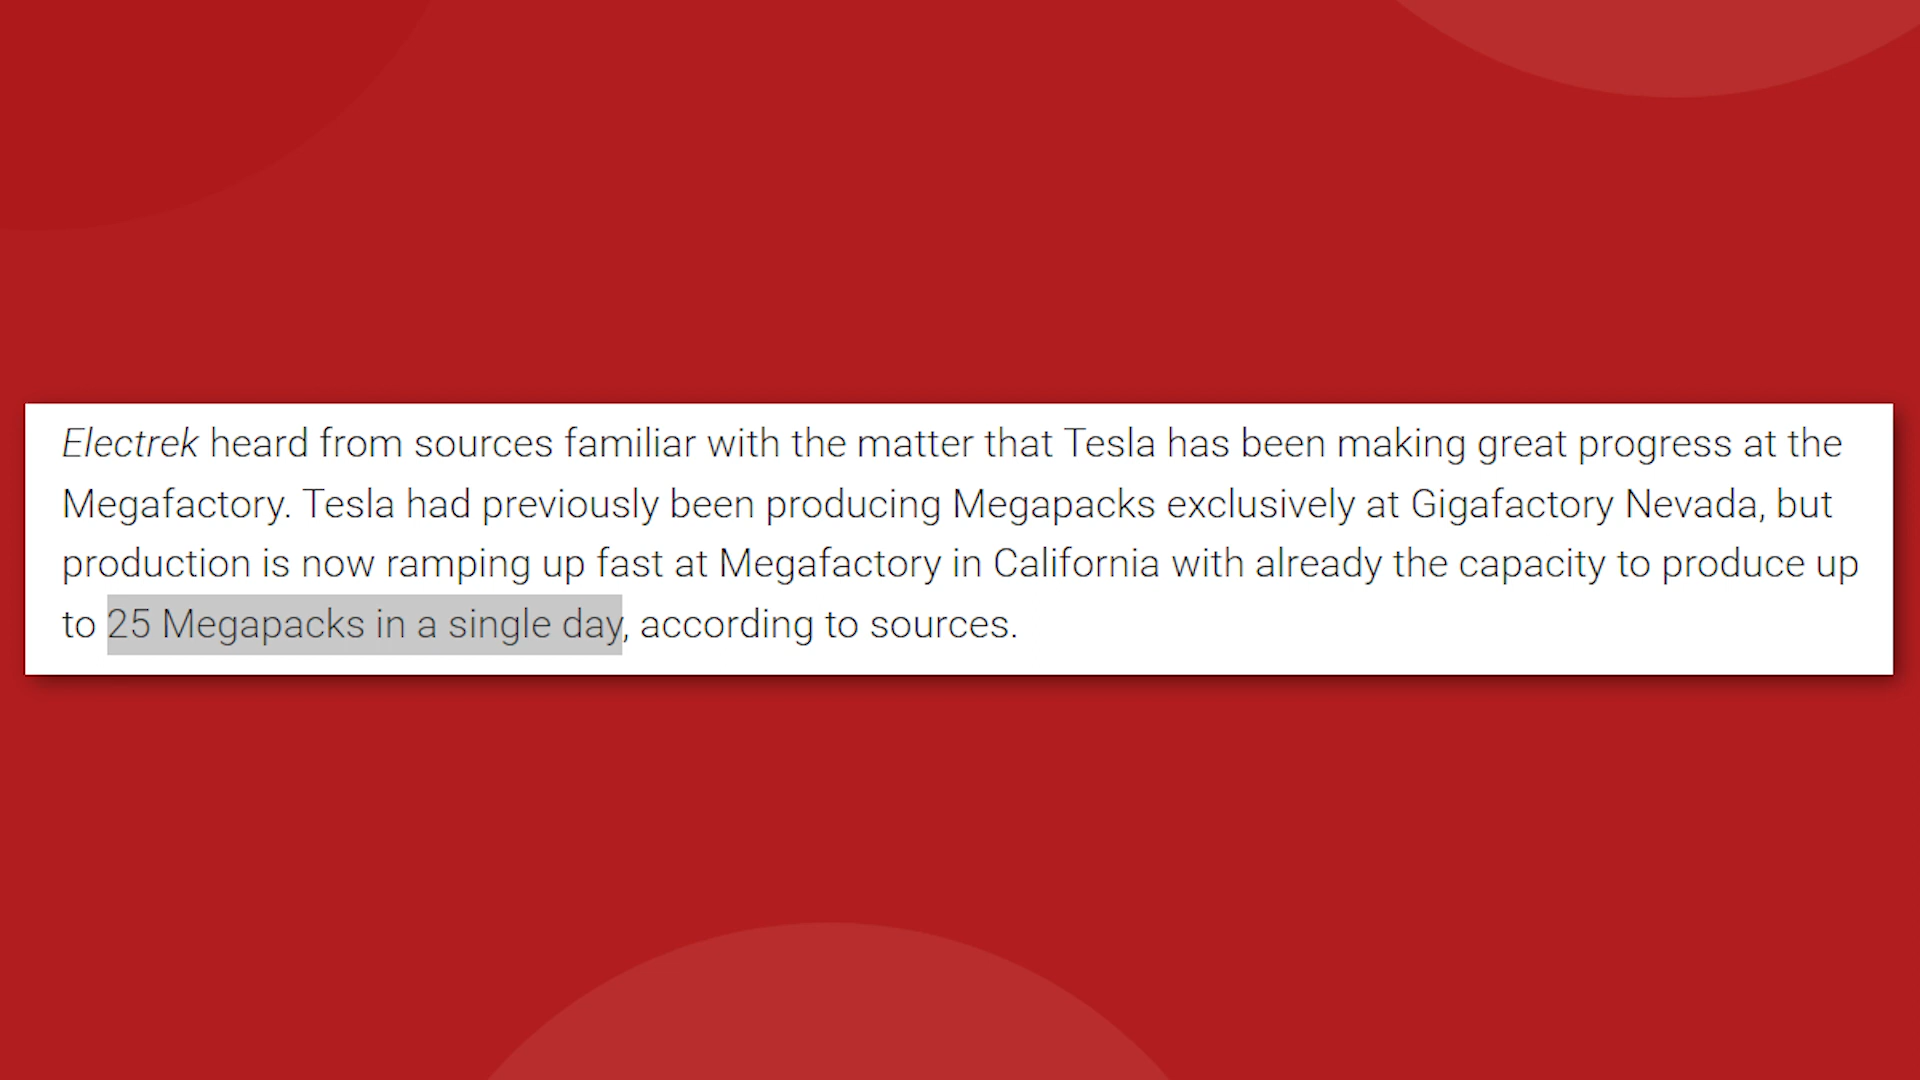 Electrek heard from sources familiar with the matter that Tesla has been making great progress at the
Megafactory. Tesla had previously been producing Megapacks exclusively at Gigafactory Nevada, but
production is now ramping up fast at Megafactory in California with already the capacity to produce up
to 25 Megapacks in a single day, according to sources.